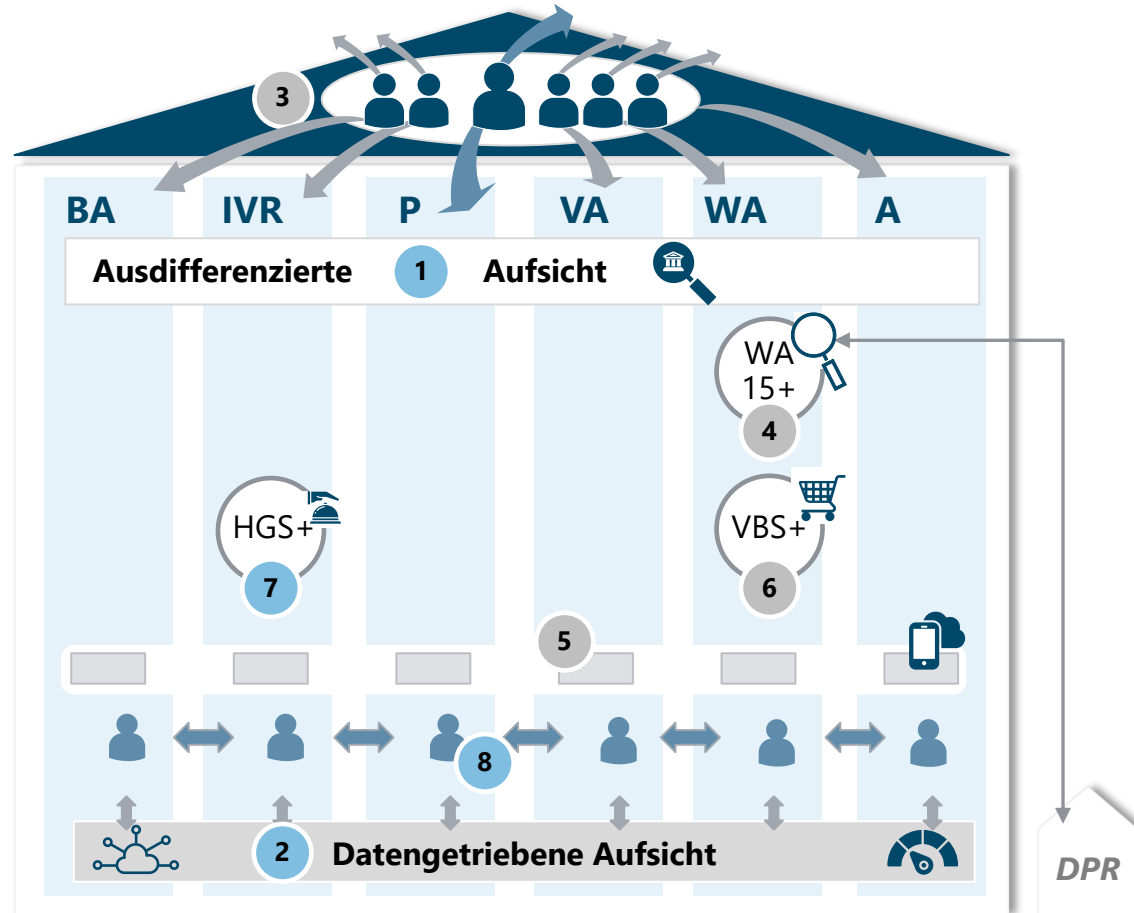 3
BA IVR P VA WA A
Ausdifferenzierte 1 Aufsicht
WA
15+
4
HGS+ VBS+
7 6
5
8
2 Datengetriebene Aufsicht
DPR